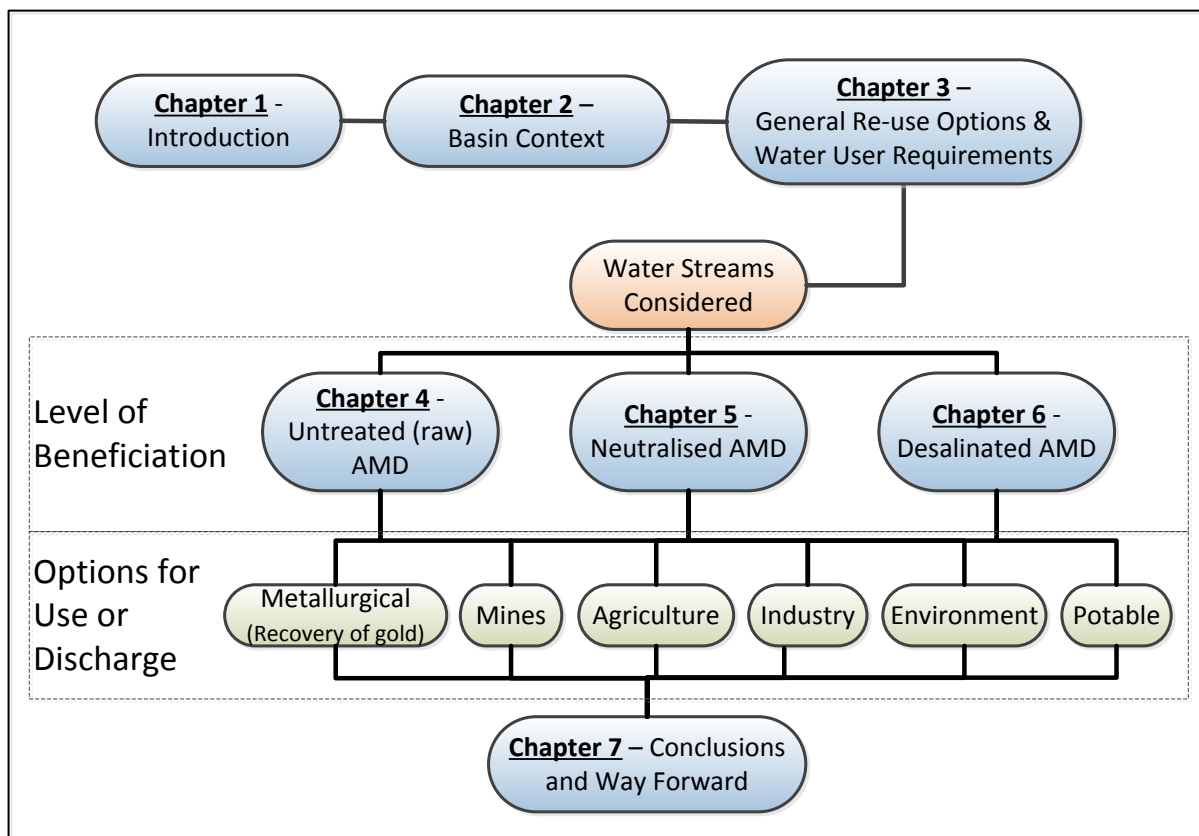 Chapter 1 -
Introduction
Chapter 2 –
Basin Context
Chapter 3 –
General Re-use Options &
Water User Requirements
Water Streams
Considered
Level of
Beneficiation
Chapter 4 -
Untreated (raw)
AMD
Chapter 5 -
Neutralised AMD
Chapter 6 -
Desalinated AMD
Options for
Use or
Discharge
Metallurgical
(Recovery of gold)
Mines
Agriculture
Industry
Environment
Potable
Chapter 7 – Conclusions
and Way Forward